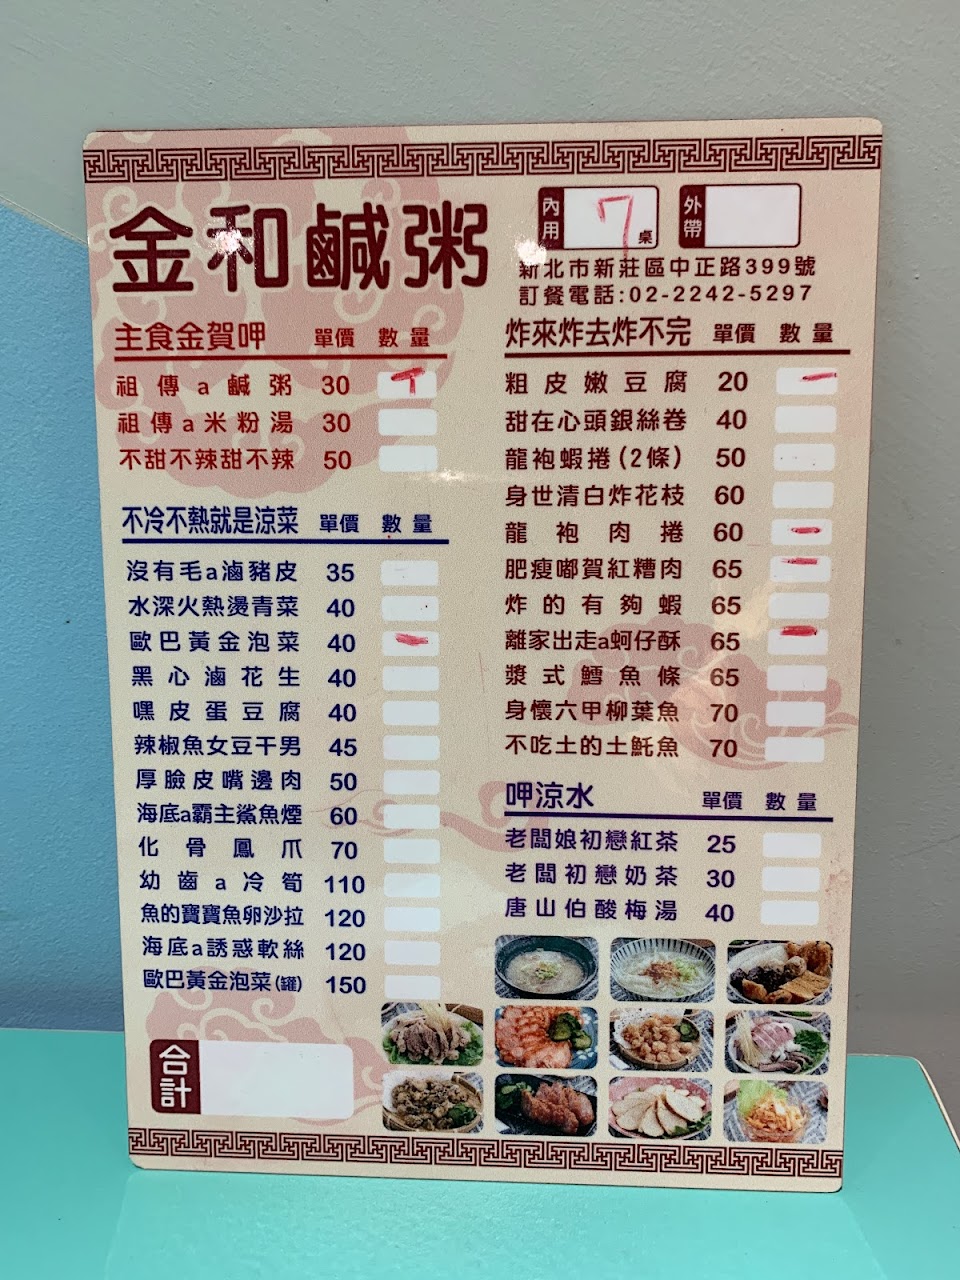 金和鹹粥
內用 7 桌
外帶
新北市新莊區中正路399號
訂餐電話:02-2242-5297
主食金賀呷 單價 數量
祖傳a鹹粥 30
祖傳a米粉湯 30
不甜不辣甜不辣 50
不冷不熱就是涼菜 單價 數量
沒有毛a滷豬皮 35
水深火熱燙青菜 40
歐巴黃金泡菜 40
黑心滷花生 40
嘿皮蛋豆腐 40
辣椒魚女豆干男 45
厚臉皮嘴邊肉 50
海底a霸主鯊魚煙 60
化骨鳳爪 70
幼齒a冷筍 110
魚的寶寶魚卵沙拉 120
海底a誘惑軟絲 120
歐巴黃金泡菜(罐) 150
合計
炸來炸去炸不完 單價 數量
粗皮嫩豆腐 20
甜在心頭銀絲卷 40
龍袍蝦捲(2條) 50
身世清白炸花枝 60
龍袍肉捲 60
肥瘦嘟賀紅糟肉 65
炸的有夠蝦 65
離家出走a蚵仔酥 65
漿式鱈魚條 65
身懷六甲柳葉魚 70
不吃土的土魠魚 70
呷涼水 單價 數量
老闆娘初戀紅茶 25
老闆初戀奶茶 30
唐山伯酸梅湯 40